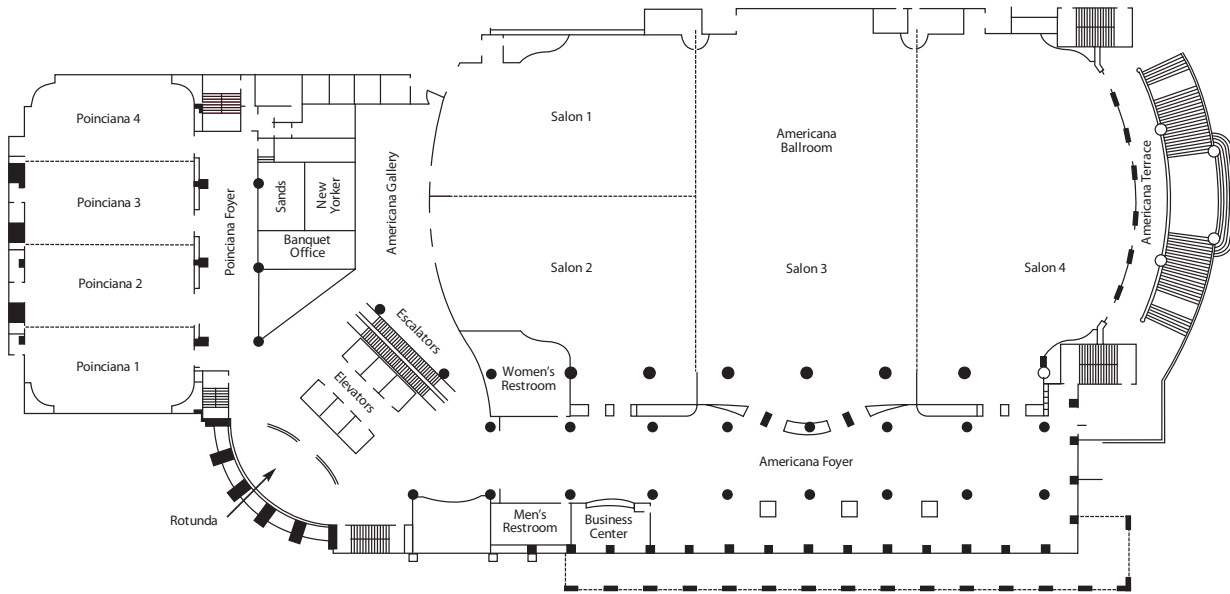 Poinciana 4
Poinciana 3
Poinciana 2
Poinciana 1
Poinciana Foyer
Sands
New
Yorker
Banquet
Office
Americana Gallery
Escalators
Elevators
Rotunda
Salon 1
Salon 2
Women's
Restroom
Men's
Restroom
Business
Center
Americana
Ballroom
Salon 3
Salon 4
Americana Terrace
Americana Foyer